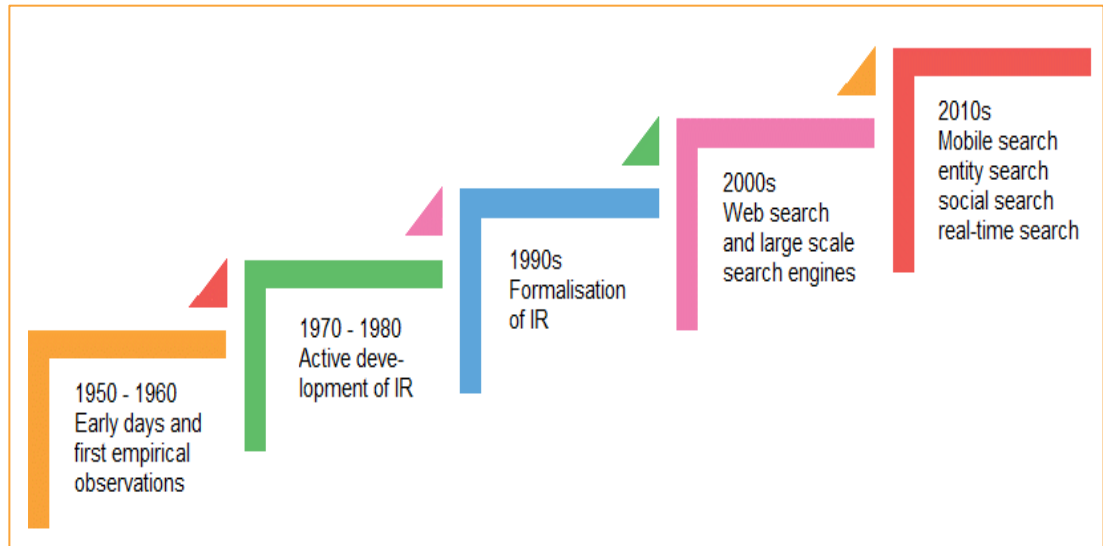 1950 - 1960
Early days and
first empirical
observations
1970 - 1980
Active deve-
lopment of IR
1990s
Formalisation
of IR
2000s
Web search
and large scale
search engines
2010s
Mobile search
entity search
social search
real-time search